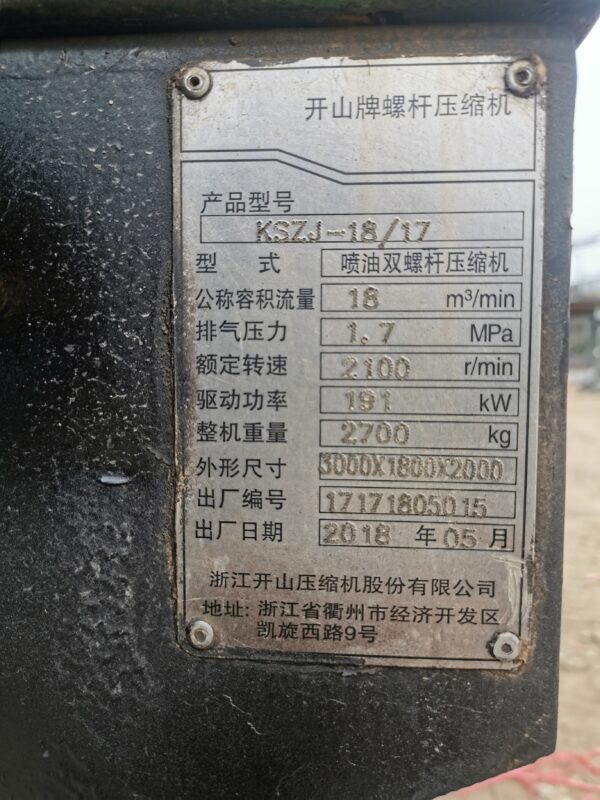 开山牌螺杆压缩机
产品型号
KSZJ-18/17
型 式 喷油双螺杆压缩机
公称容积流量 18 m³/min
排气压力 1.7 MPa
额定转速 2100 r/min
驱动功率 191 kW
整机重量 2700 kg
外形尺寸 3000X1800X2000
出厂编号 17171805015
出厂日期 2018 年 05 月
浙江开山压缩机股份有限公司
地址: 浙江省衢州市经济开发区
凯旋西路9号